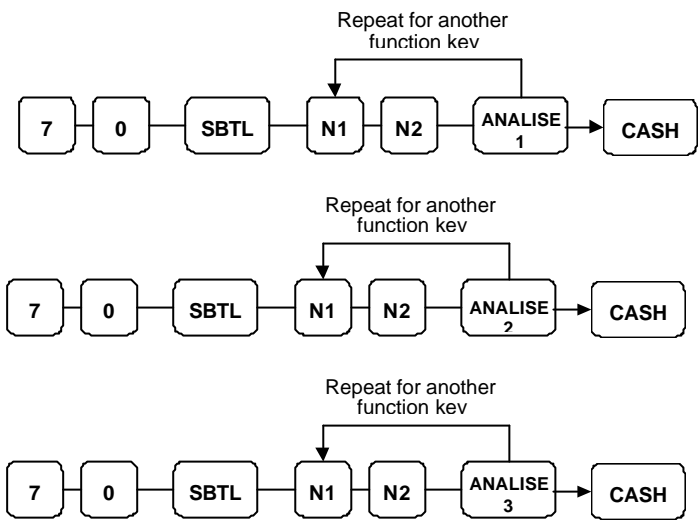 Repeat for another
function key
7 0 SBTL N1 N2 ANALISE 1 CASH
Repeat for another
function key
7 0 SBTL N1 N2 ANALISE 2 CASH
Repeat for another
function key
7 0 SBTL N1 N2 ANALISE 3 CASH